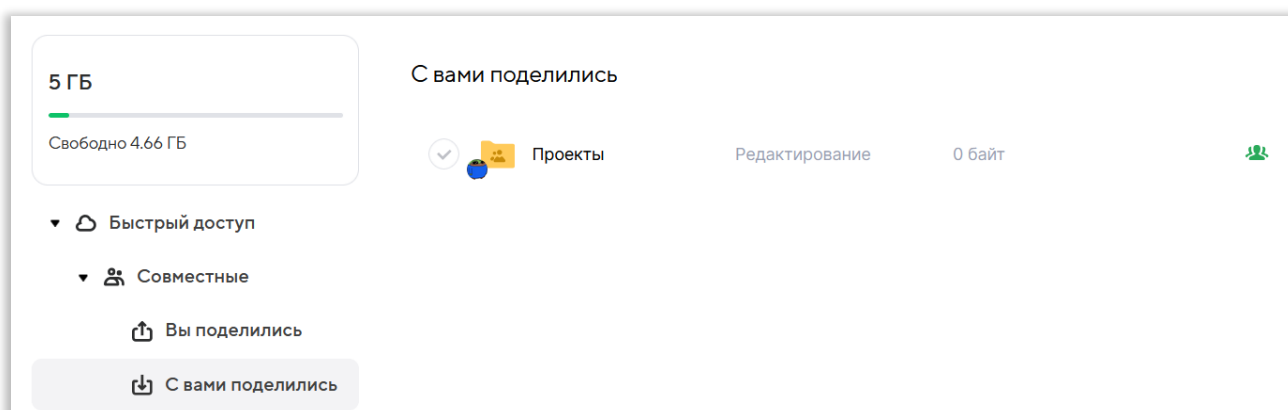 5 ГБ
Свободно 4.66 ГБ
Быстрый доступ
Совместные
Вы поделились
С вами поделились
С вами поделились
Проекты Редактирование 0 байт